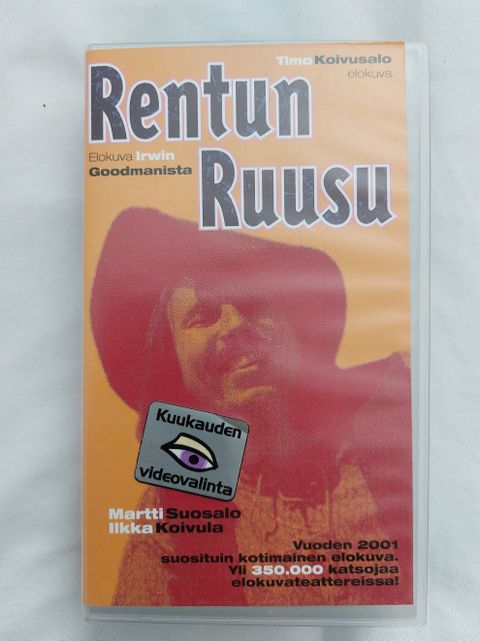 Timo Koivusalo
elokuva
Rentun
Elokuva Irwin
Goodmanista
Ruusu
Kuukauden
videovalinta
Martti Suosalo
Ilkka Koivula
Vuoden 2001
suosituin kotimainen elokuva.
Yli 350.000 katsojaa
elokuvateattereissa!